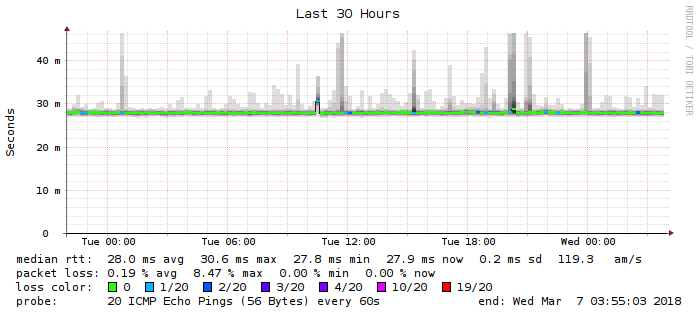 Last 30 Hours
RRDTOOL / TOBI OETIKER
Seconds
40 m
30 m
20 m
10 m
0
Tue 00:00 Tue 06:00 Tue 12:00 Tue 18:00 Wed 00:00
median rtt: 28.0 ms avg 30.6 ms max 27.8 ms min 27.9 ms now 0.2 ms sd 119.3 am/s
packet loss: 0.19 % avg 8.47 % max 0.00 % min 0.00 % now
loss color: 0 1/20 2/20 3/20 4/20 10/20 19/20
probe: 20 ICMP Echo Pings (56 Bytes) every 60s end: Wed Mar 7 03:55:03 2018